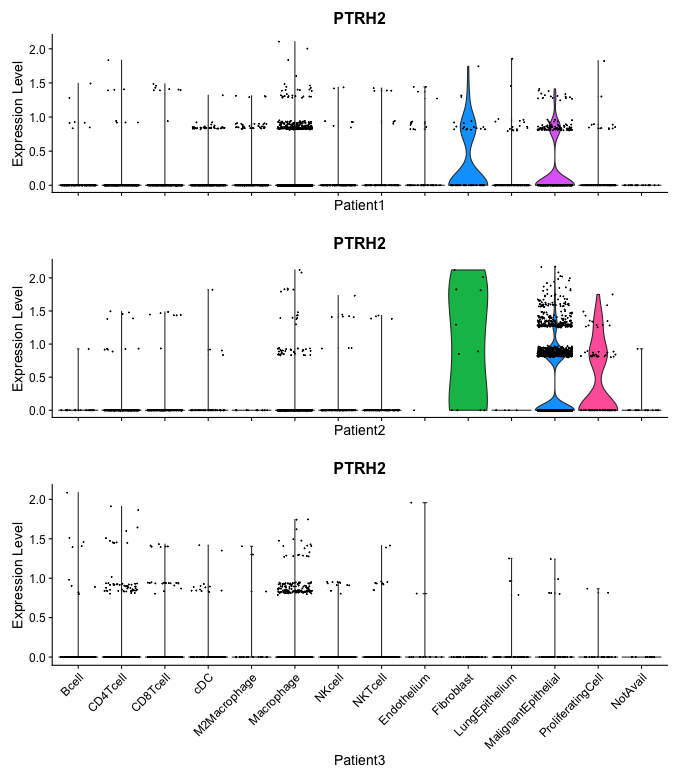 PTRH2
Expression Level
2.0
1.5
1.0
0.5
0.0
Patient1
PTRH2
Expression Level
2.0
1.5
1.0
0.5
0.0
Patient2
PTRH2
Expression Level
2.0
1.5
1.0
0.5
0.0
Bcell
CD4Tcell
CD8Tcell
cDC
M2Macrophage
Macrophage
NKcell
NKTcell
Endothelium
Fibroblast
LungEpithelium
MalignantEpithelial
ProliferatingCell
NotAvail
Patient3